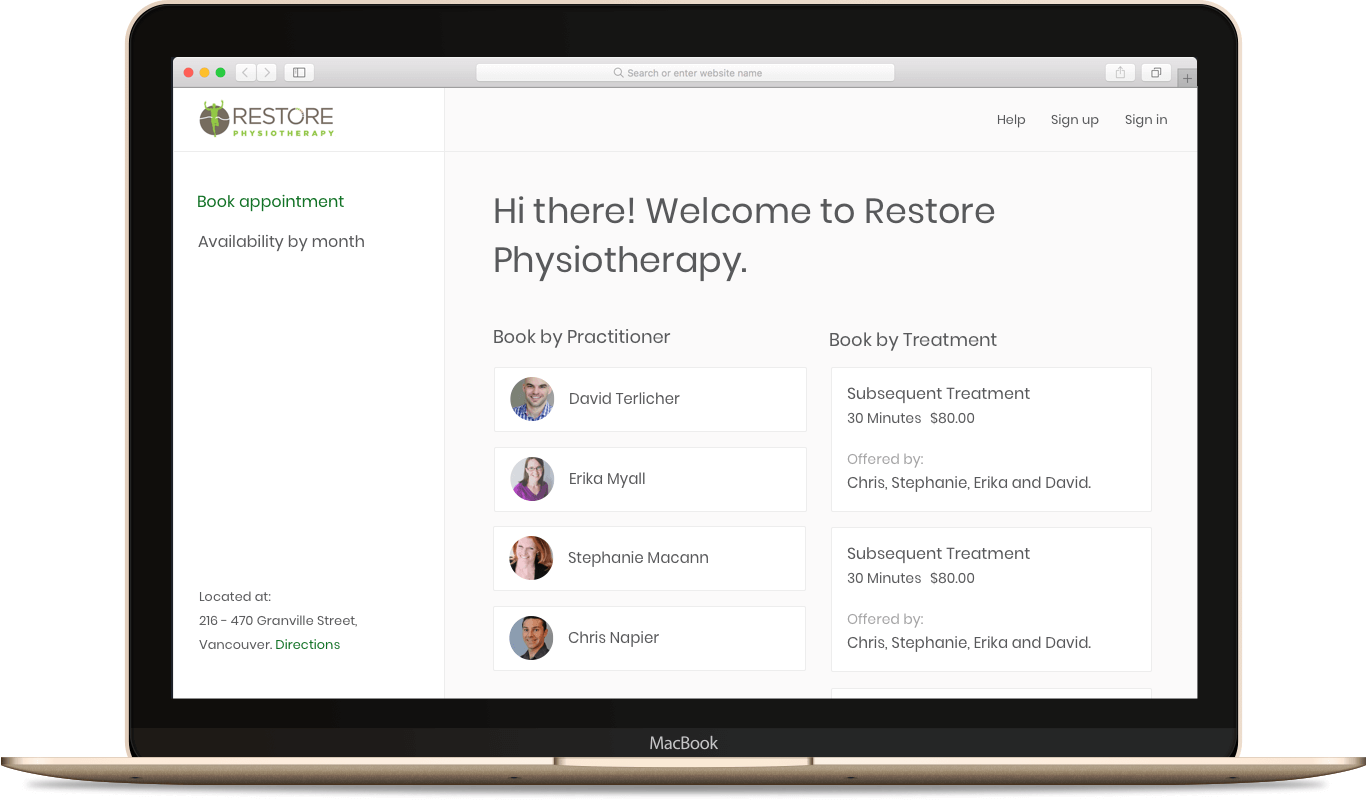 Search or enter website name
RESTORE
PHYSIOTHERAPY
Help
Sign up
Sign in
Book appointment
Availability by month
Located at:
216 - 470 Granville Street,
Vancouver. Directions
Hi there! Welcome to Restore
Physiotherapy.
Book by Practitioner
David Terlicher
Erika Myall
Stephanie Macann
Chris Napier
Book by Treatment
Subsequent Treatment
30 Minutes $80.00
Offered by:
Chris, Stephanie, Erika and David.
Subsequent Treatment
30 Minutes $80.00
Offered by:
Chris, Stephanie, Erika and David.
MacBook